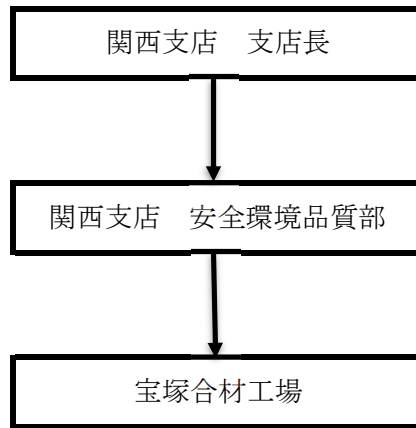 関西支店　支店長
関西支店　安全環境品質部
宝塚合材工場